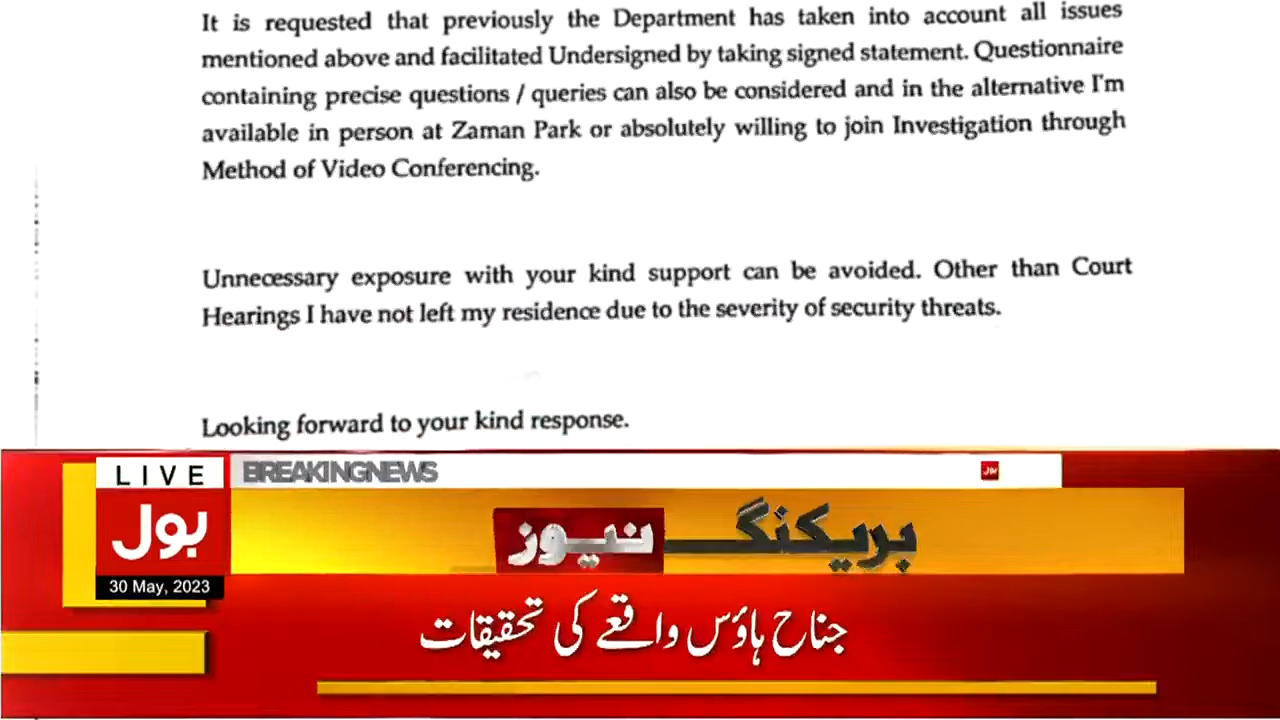 It is requested that previously the Department has taken into account all issues
mentioned above and facilitated Undersigned by taking signed statement. Questionnaire
containing precise questions / queries can also be considered and in the alternative I'm
available in person at Zaman Park or absolutely willing to join Investigation through
Method of Video Conferencing.
Unnecessary exposure with your kind support can be avoided. Other than Court
Hearings I have not left my residence due to the severity of security threats.
Looking forward to your kind response.
LIVE
BREAKINGNEWS
بول
بول
بریکنگ نیوز
30 May, 2023
جناح ہاؤس واقعے کی تحقیقات